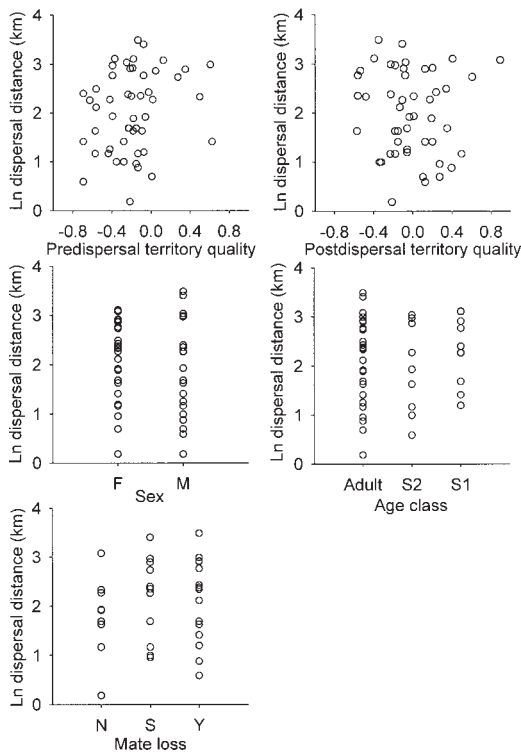 Ln dispersal distance (km)
4
3
2
1
0
-0.8 -0.4 0.0 0.4 0.8
Predispersal territory quality
Ln dispersal distance (km)
4
3
2
1
0
-0.8 -0.4 0.0 0.4 0.8
Postdispersal territory quality
Ln dispersal distance (km)
4
3
2
1
0
F M
Sex
Ln dispersal distance (km)
4
3
2
1
0
Adult S2 S1
Age class
Ln dispersal distance (km)
4
3
2
1
0
N S Y
Mate loss